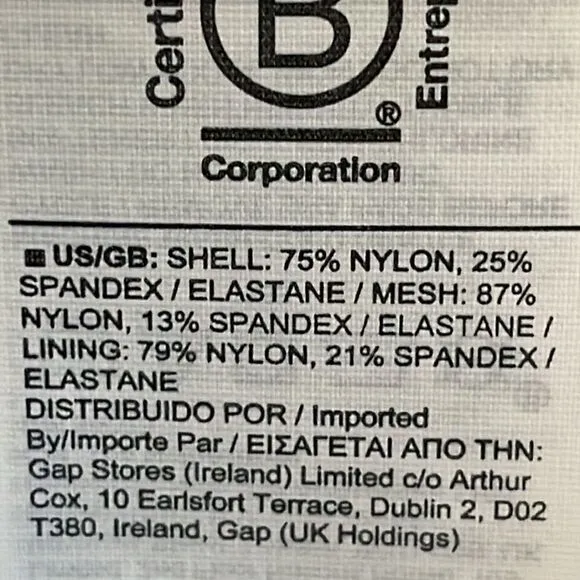 Certi
B
Entrep
®
Corporation
US/GB: SHELL: 75% NYLON, 25%
SPANDEX / ELASTANE / MESH: 87%
NYLON, 13% SPANDEX / ELASTANE /
LINING: 79% NYLON, 21% SPANDEX /
ELASTANE
DISTRIBUIDO POR / Imported
By/Importe Par / ΕΙΣΑΓΕΤΑΙ ΑΠΟ ΤΗΝ:
Gap Stores (Ireland) Limited c/o Arthur
Cox, 10 Earlsfort Terrace, Dublin 2, D02
T380, Ireland, Gap (UK Holdings)